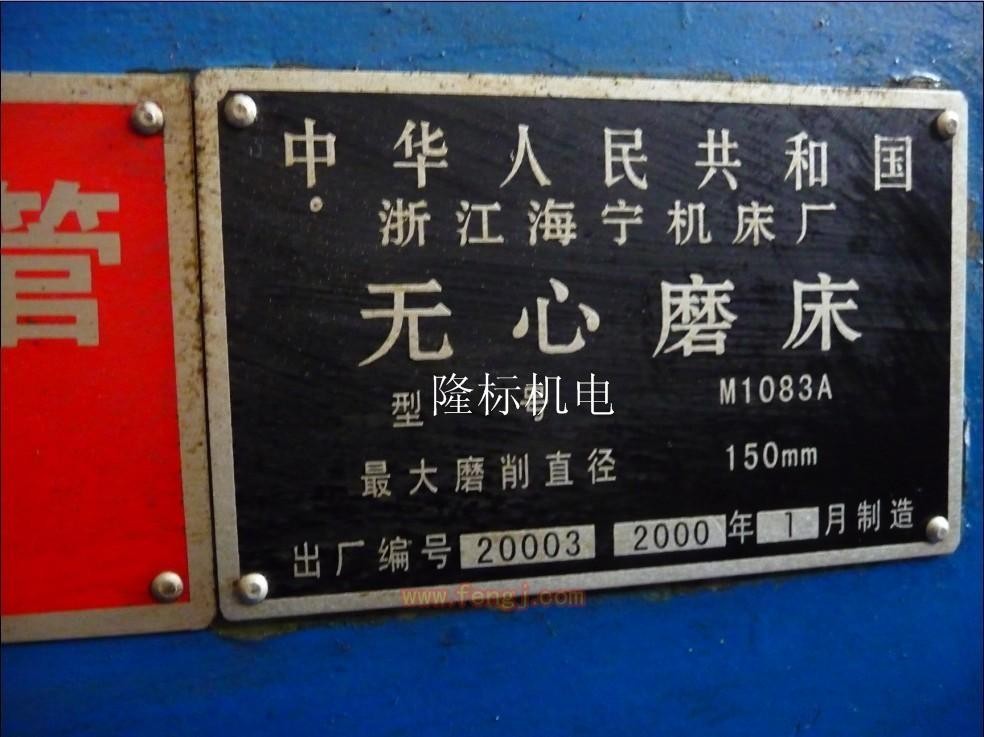 管
中华人民共和国
浙江海宁机床厂
无心磨床
型号 M1083A
隆标机电
最大磨削直径 150mm
出厂编号 20003 2000年1月制造
www.fengj.com